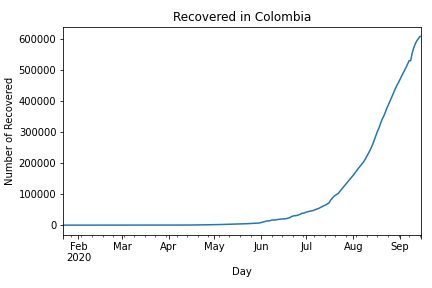 Recovered in Colombia
Number of Recovered
600000
500000
400000
300000
200000
100000
0
Feb Mar Apr May Jun Jul Aug Sep
2020
Day